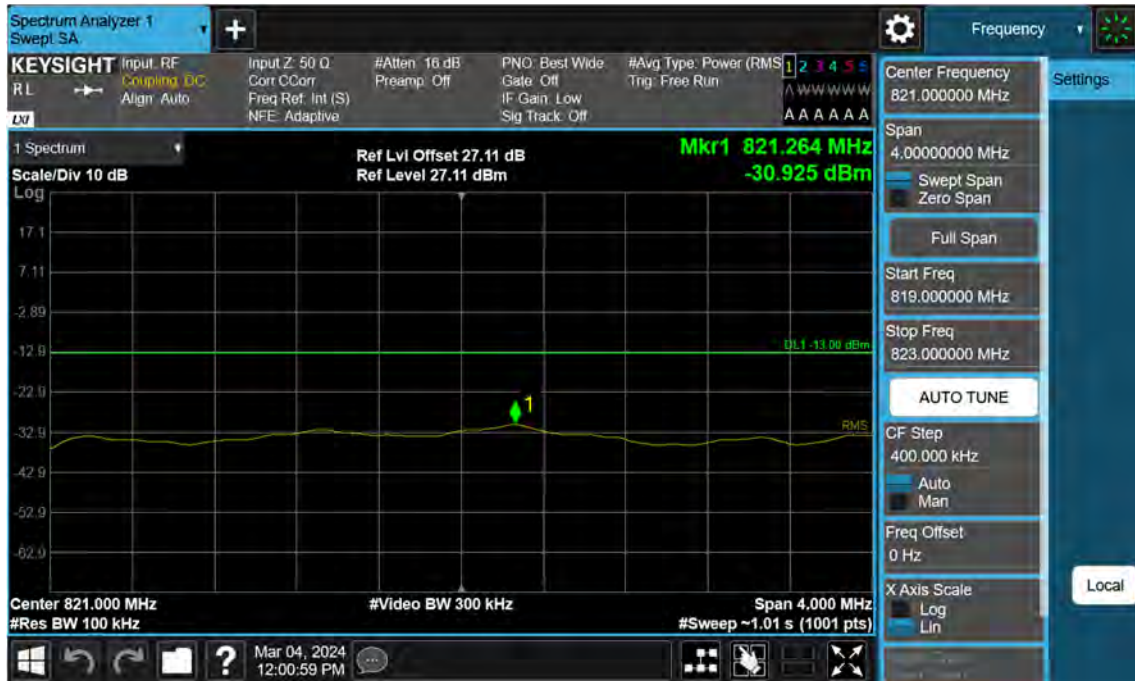 Spectrum Analyzer 1
Swept SA
Frequency
KEYSIGHT
RL
LXI
Input: RF
Coupling: DC
Align: Auto
Input Z: 50 Ω
Corr CCorr
Freq Ref: Int (S)
NFE: Adaptive
#Atten: 16 dB
Preamp: Off
PNO: Best Wide
Gate: Off
IF Gain: Low
Sig Track: Off
#Avg Type: Power (RMS
Trig: Free Run
1 2 3 4 5 6
A W W W W W
A A A A A A
1 Spectrum
Scale/Div 10 dB
Ref Lvl Offset 27.11 dB
Ref Level 27.11 dBm
Mkr1 821.264 MHz
-30.925 dBm
Log
17.1
7.11
-2.89
-12.9
DL1 -13.00 dBm
-22.9
1
-32.9
RMS
-42.9
-52.9
-62.9
Center 821.000 MHz
#Video BW 300 kHz
Span 4.000 MHz
#Res BW 100 kHz
#Sweep ~1.01 s (1001 pts)
?
Mar 04, 2024
12:00:59 PM
Center Frequency
821.000000 MHz
Span
4.00000000 MHz
Swept Span
Zero Span
Full Span
Start Freq
819.000000 MHz
Stop Freq
823.000000 MHz
AUTO TUNE
CF Step
400.000 kHz
Auto
Man
Freq Offset
0 Hz
X Axis Scale
Log
Lin
Settings
Local